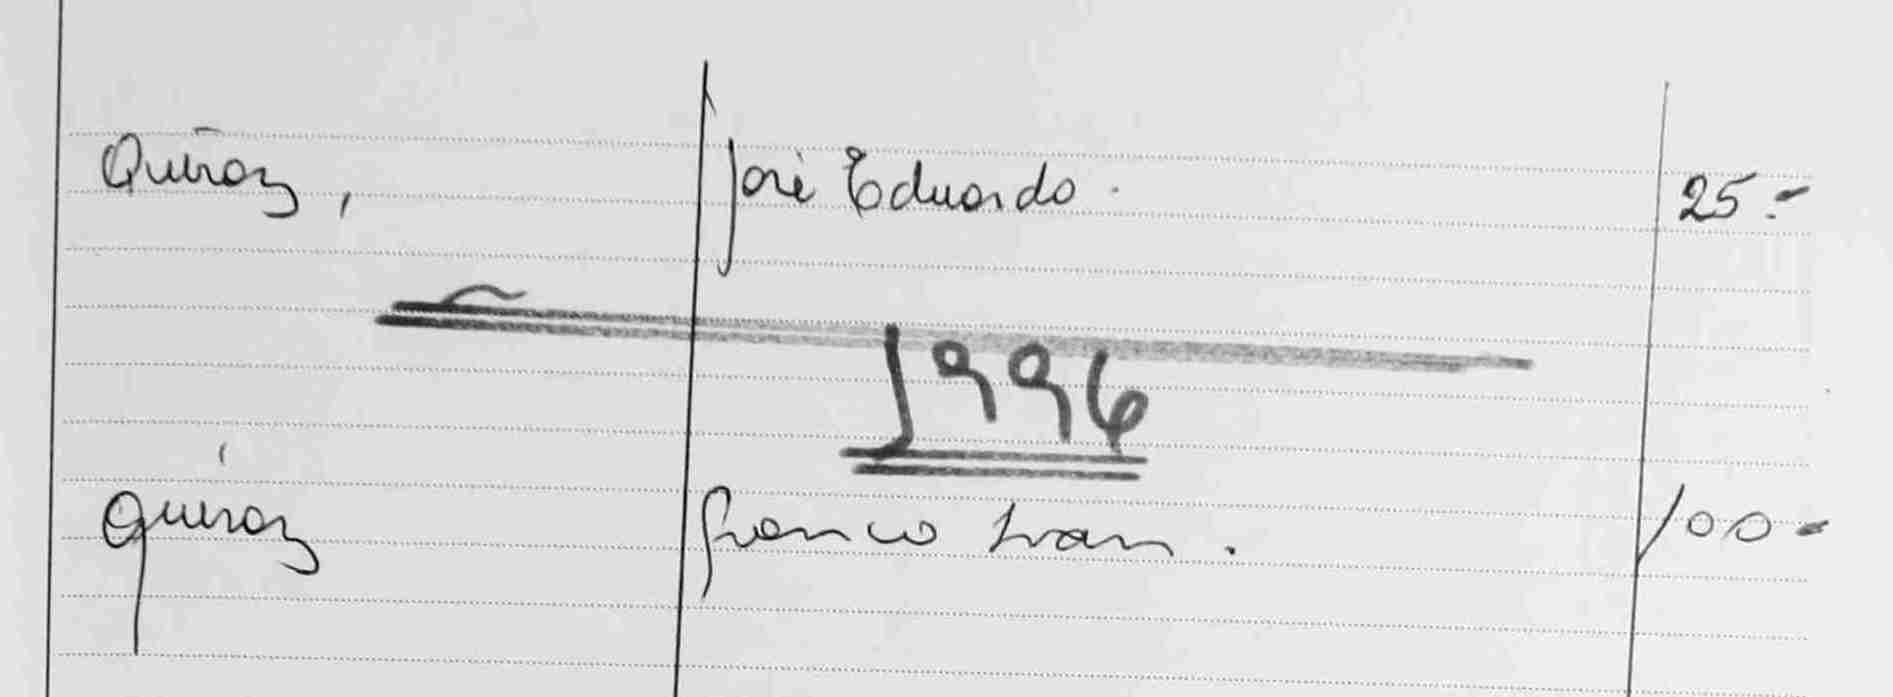 Quiroz, José Eduardo. 25.-
1996
Quiroz Franco Ivan. 100-